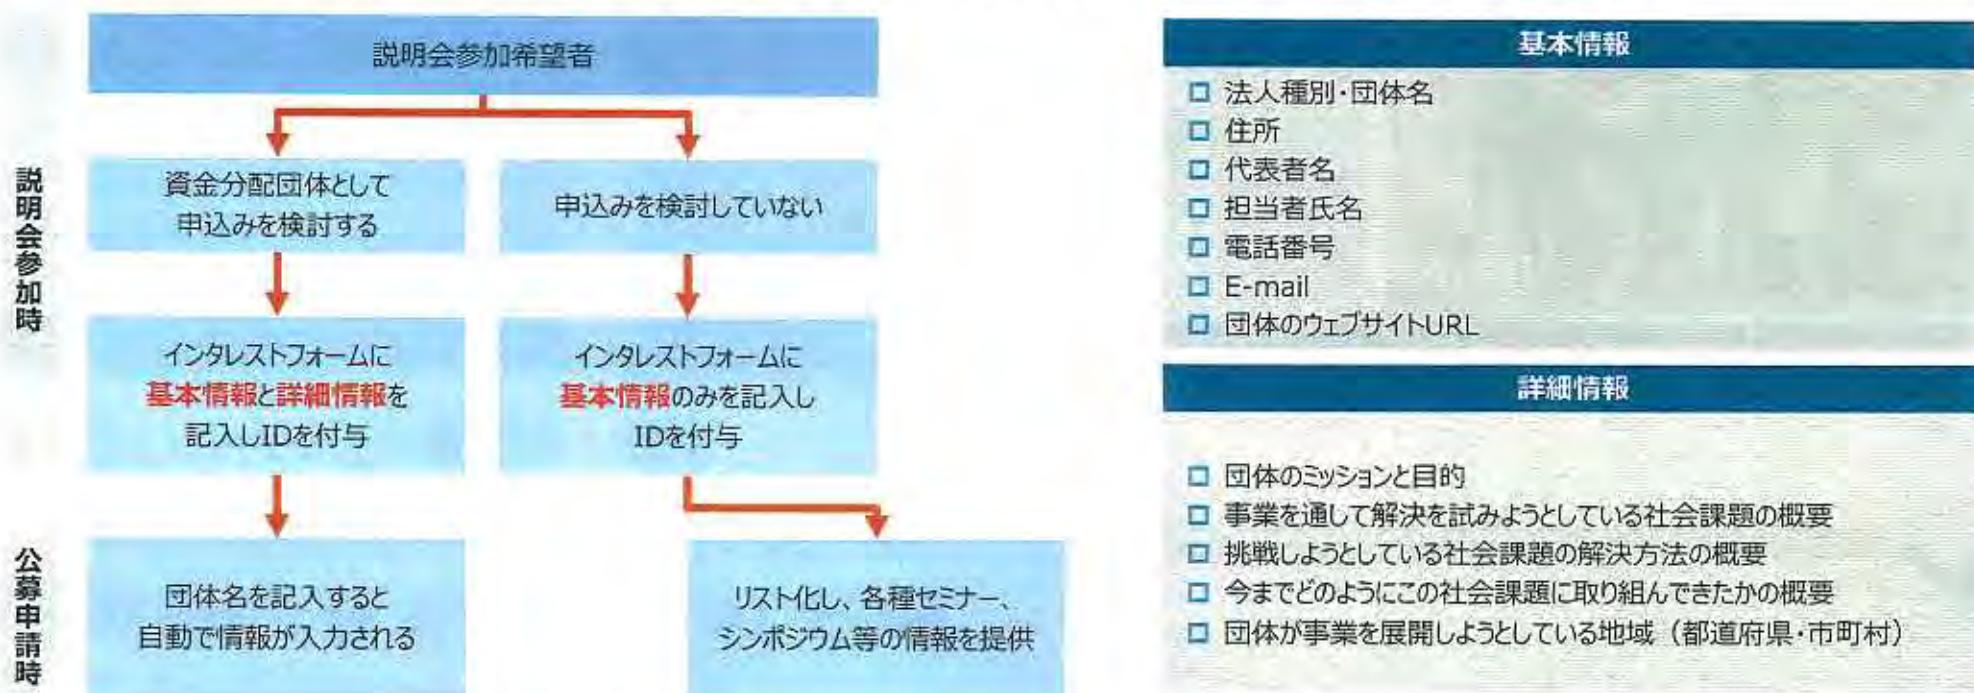 説明会参加希望者
説明会参加時
資金分配団体として
申込みを検討する
申込みを検討していない
インタレストフォームに
基本情報と詳細情報を
記入しIDを付与
インタレストフォームに
基本情報のみを記入し
IDを付与
公募申請時
団体名を記入すると
自動で情報が入力される
リスト化し、各種セミナー、
シンポジウム等の情報を提供
基本情報
法人種別・団体名
住所
代表者名
担当者氏名
電話番号
E-mail
団体のウェブサイトURL
詳細情報
団体のミッションと目的
事業を通して解決を試みようとしている社会課題の概要
挑戦しようとしている社会課題の解決方法の概要
今までどのようにこの社会課題に取り組んできたかの概要
団体が事業を展開しようとしている地域（都道府県・市町村）